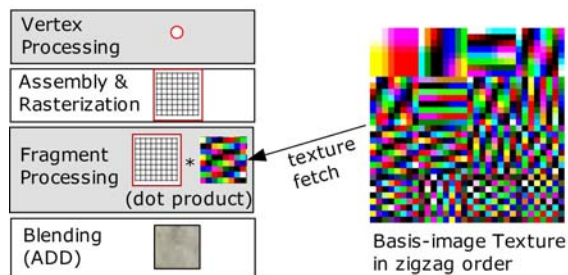 Vertex
Processing
Assembly &
Rasterization
Fragment
Processing
*
(dot product)
texture
fetch
Blending
(ADD)
Basis-image Texture
in zigzag order